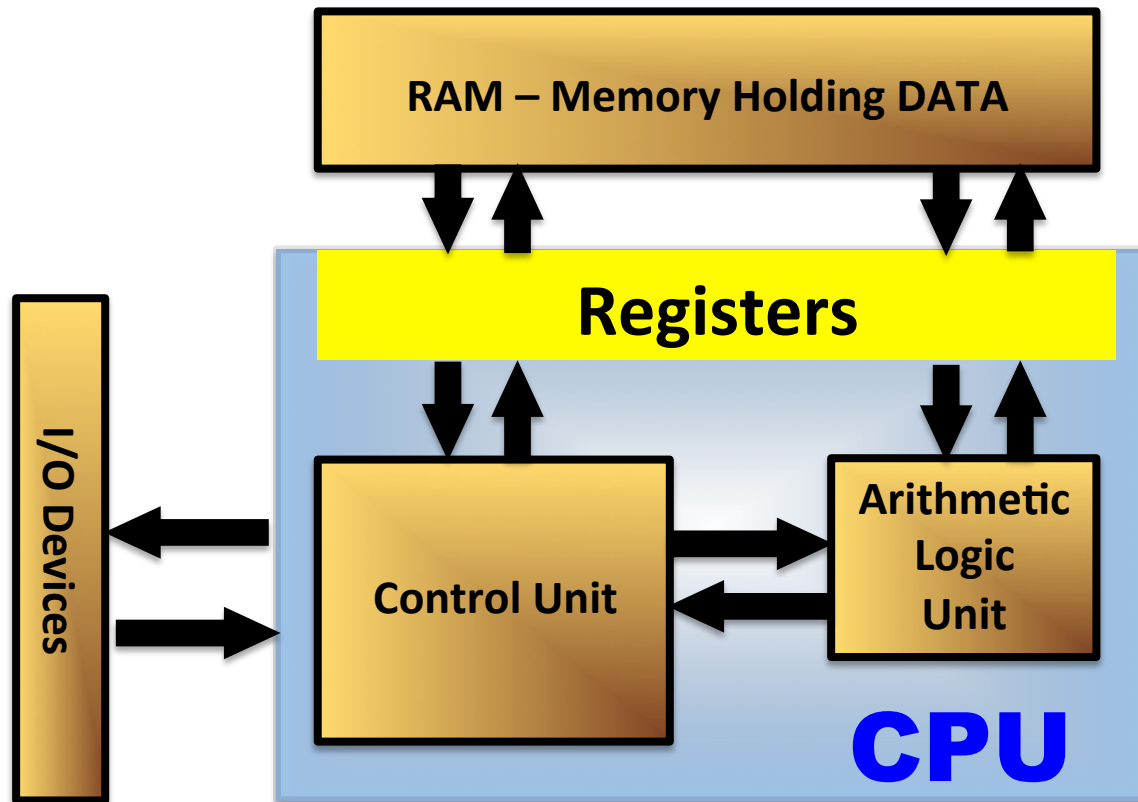 RAM – Memory Holding DATA
Registers
I/O Devices
Control Unit
Arithmetic
Logic
Unit
CPU